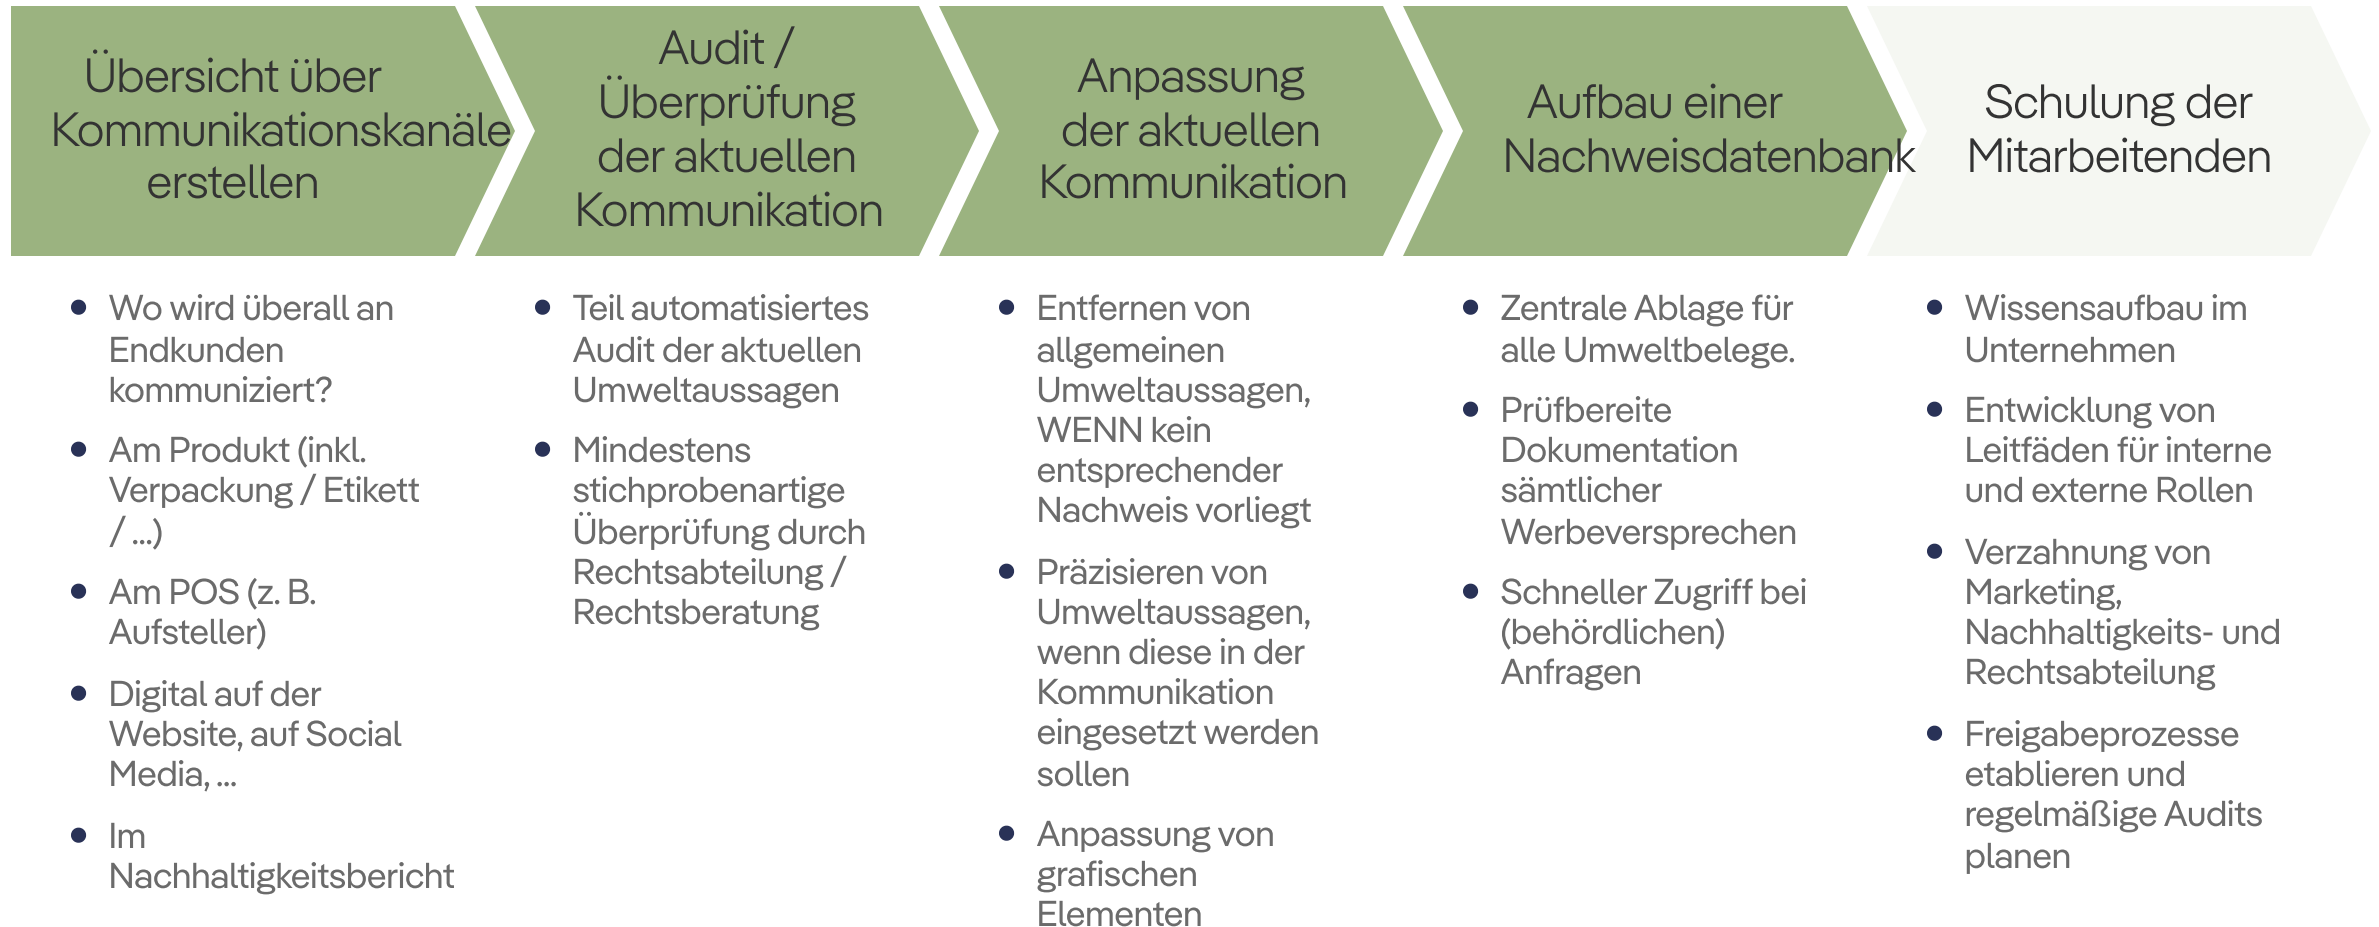 Übersicht über
Kommunikationskanäle
erstellen
Audit /
Überprüfung
der aktuellen
Kommunikation
Anpassung
der aktuellen
Kommunikation
Aufbau einer
Nachweisdatenbank
Schulung der
Mitarbeitenden
Wo wird überall an
Endkunden
kommuniziert?
Am Produkt (inkl.
Verpackung / Etikett
/ ...)
Am POS (z. B.
Aufsteller)
Digital auf der
Website, auf Social
Media, ...
Im
Nachhaltigkeitsbericht
Teil automatisiertes
Audit der aktuellen
Umweltaussagen
Mindestens
stichprobenartige
Überprüfung durch
Rechtsabteilung /
Rechtsberatung
Entfernen von
allgemeinen
Umweltaussagen,
WENN kein
entsprechender
Nachweis vorliegt
Präzisieren von
Umweltaussagen,
wenn diese in der
Kommunikation
eingesetzt werden
sollen
Anpassung von
grafischen
Elementen
Zentrale Ablage für
alle Umweltbelege.
Prüfbereite
Dokumentation
sämtlicher
Werbeversprechen
Schneller Zugriff bei
(behördlichen)
Anfragen
Wissensaufbau im
Unternehmen
Entwicklung von
Leitfäden für interne
und externe Rollen
Verzahnung von
Marketing,
Nachhaltigkeits- und
Rechtsabteilung
Freigabeprozesse
etablieren und
regelmäßige Audits
planen